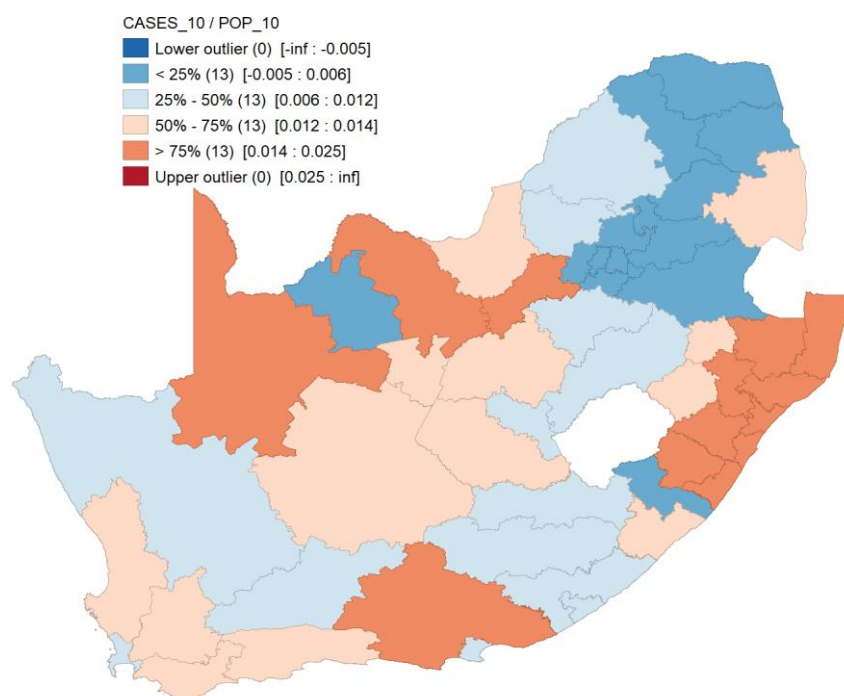 CASES_10 / POP_10
Lower outlier (0) [-inf : -0.005]
< 25% (13) [-0.005 : 0.006]
25% - 50% (13) [0.006 : 0.012]
50% - 75% (13) [0.012 : 0.014]
> 75% (13) [0.014 : 0.025]
Upper outlier (0) [0.025 : inf]